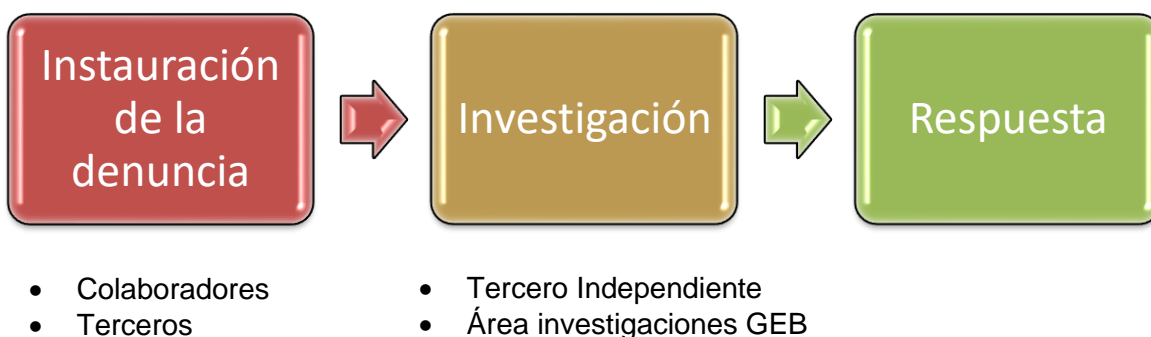 Instauración
de la
denuncia
Investigación
Respuesta
• Colaboradores
• Terceros
• Tercero Independiente
• Área investigaciones GEB